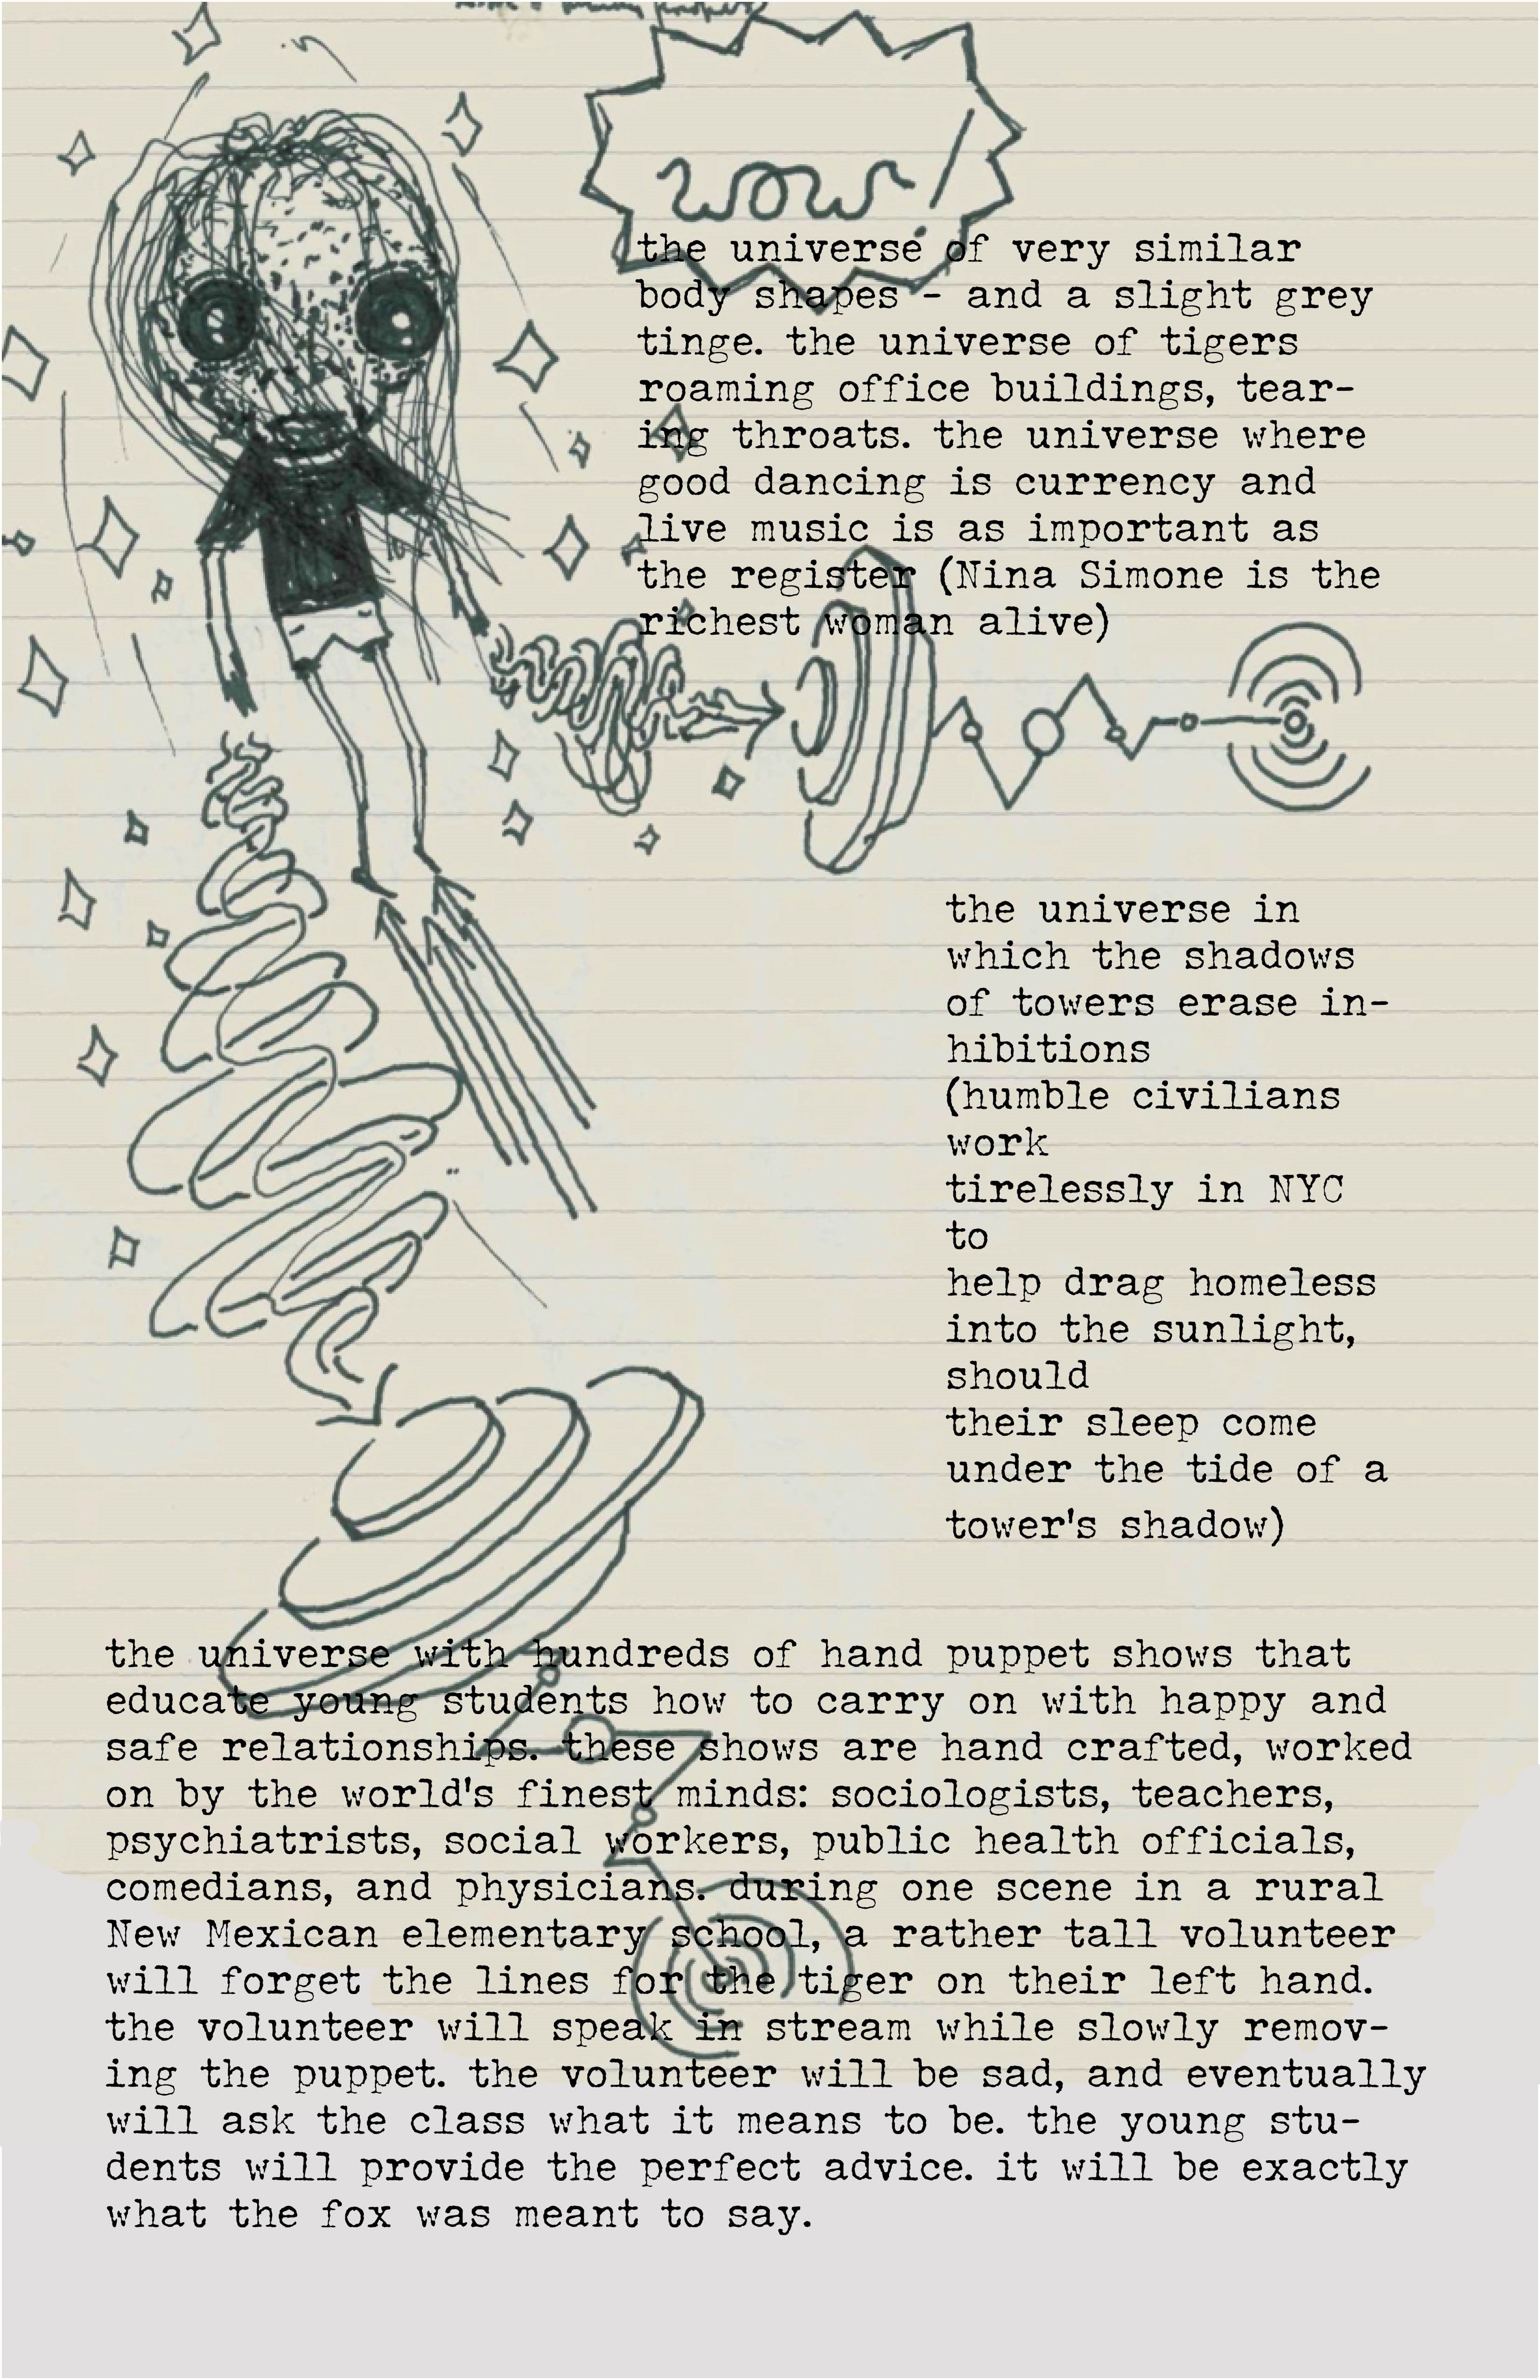 wow!
the universe of very similar
body shapes - and a slight grey
tinge. the universe of tigers
roaming office buildings, tear-
ing throats. the universe where
good dancing is currency and
live music is as important as
the register (Nina Simone is the
richest woman alive)
the universe in
which the shadows
of towers erase in-
hibitions
(humble civilians
work
tirelessly in NYC
to
help drag homeless
into the sunlight,
should
their sleep come
under the tide of a
tower's shadow)
the universe with hundreds of hand puppet shows that
educate young students how to carry on with happy and
safe relationships. these shows are hand crafted, worked
on by the world's finest minds: sociologists, teachers,
psychiatrists, social workers, public health officials,
comedians, and physicians. during one scene in a rural
New Mexican elementary school, a rather tall volunteer
will forget the lines for the tiger on their left hand.
the volunteer will speak in stream while slowly remov-
ing the puppet. the volunteer will be sad, and eventually
will ask the class what it means to be. the young stu-
dents will provide the perfect advice. it will be exactly
what the fox was meant to say.